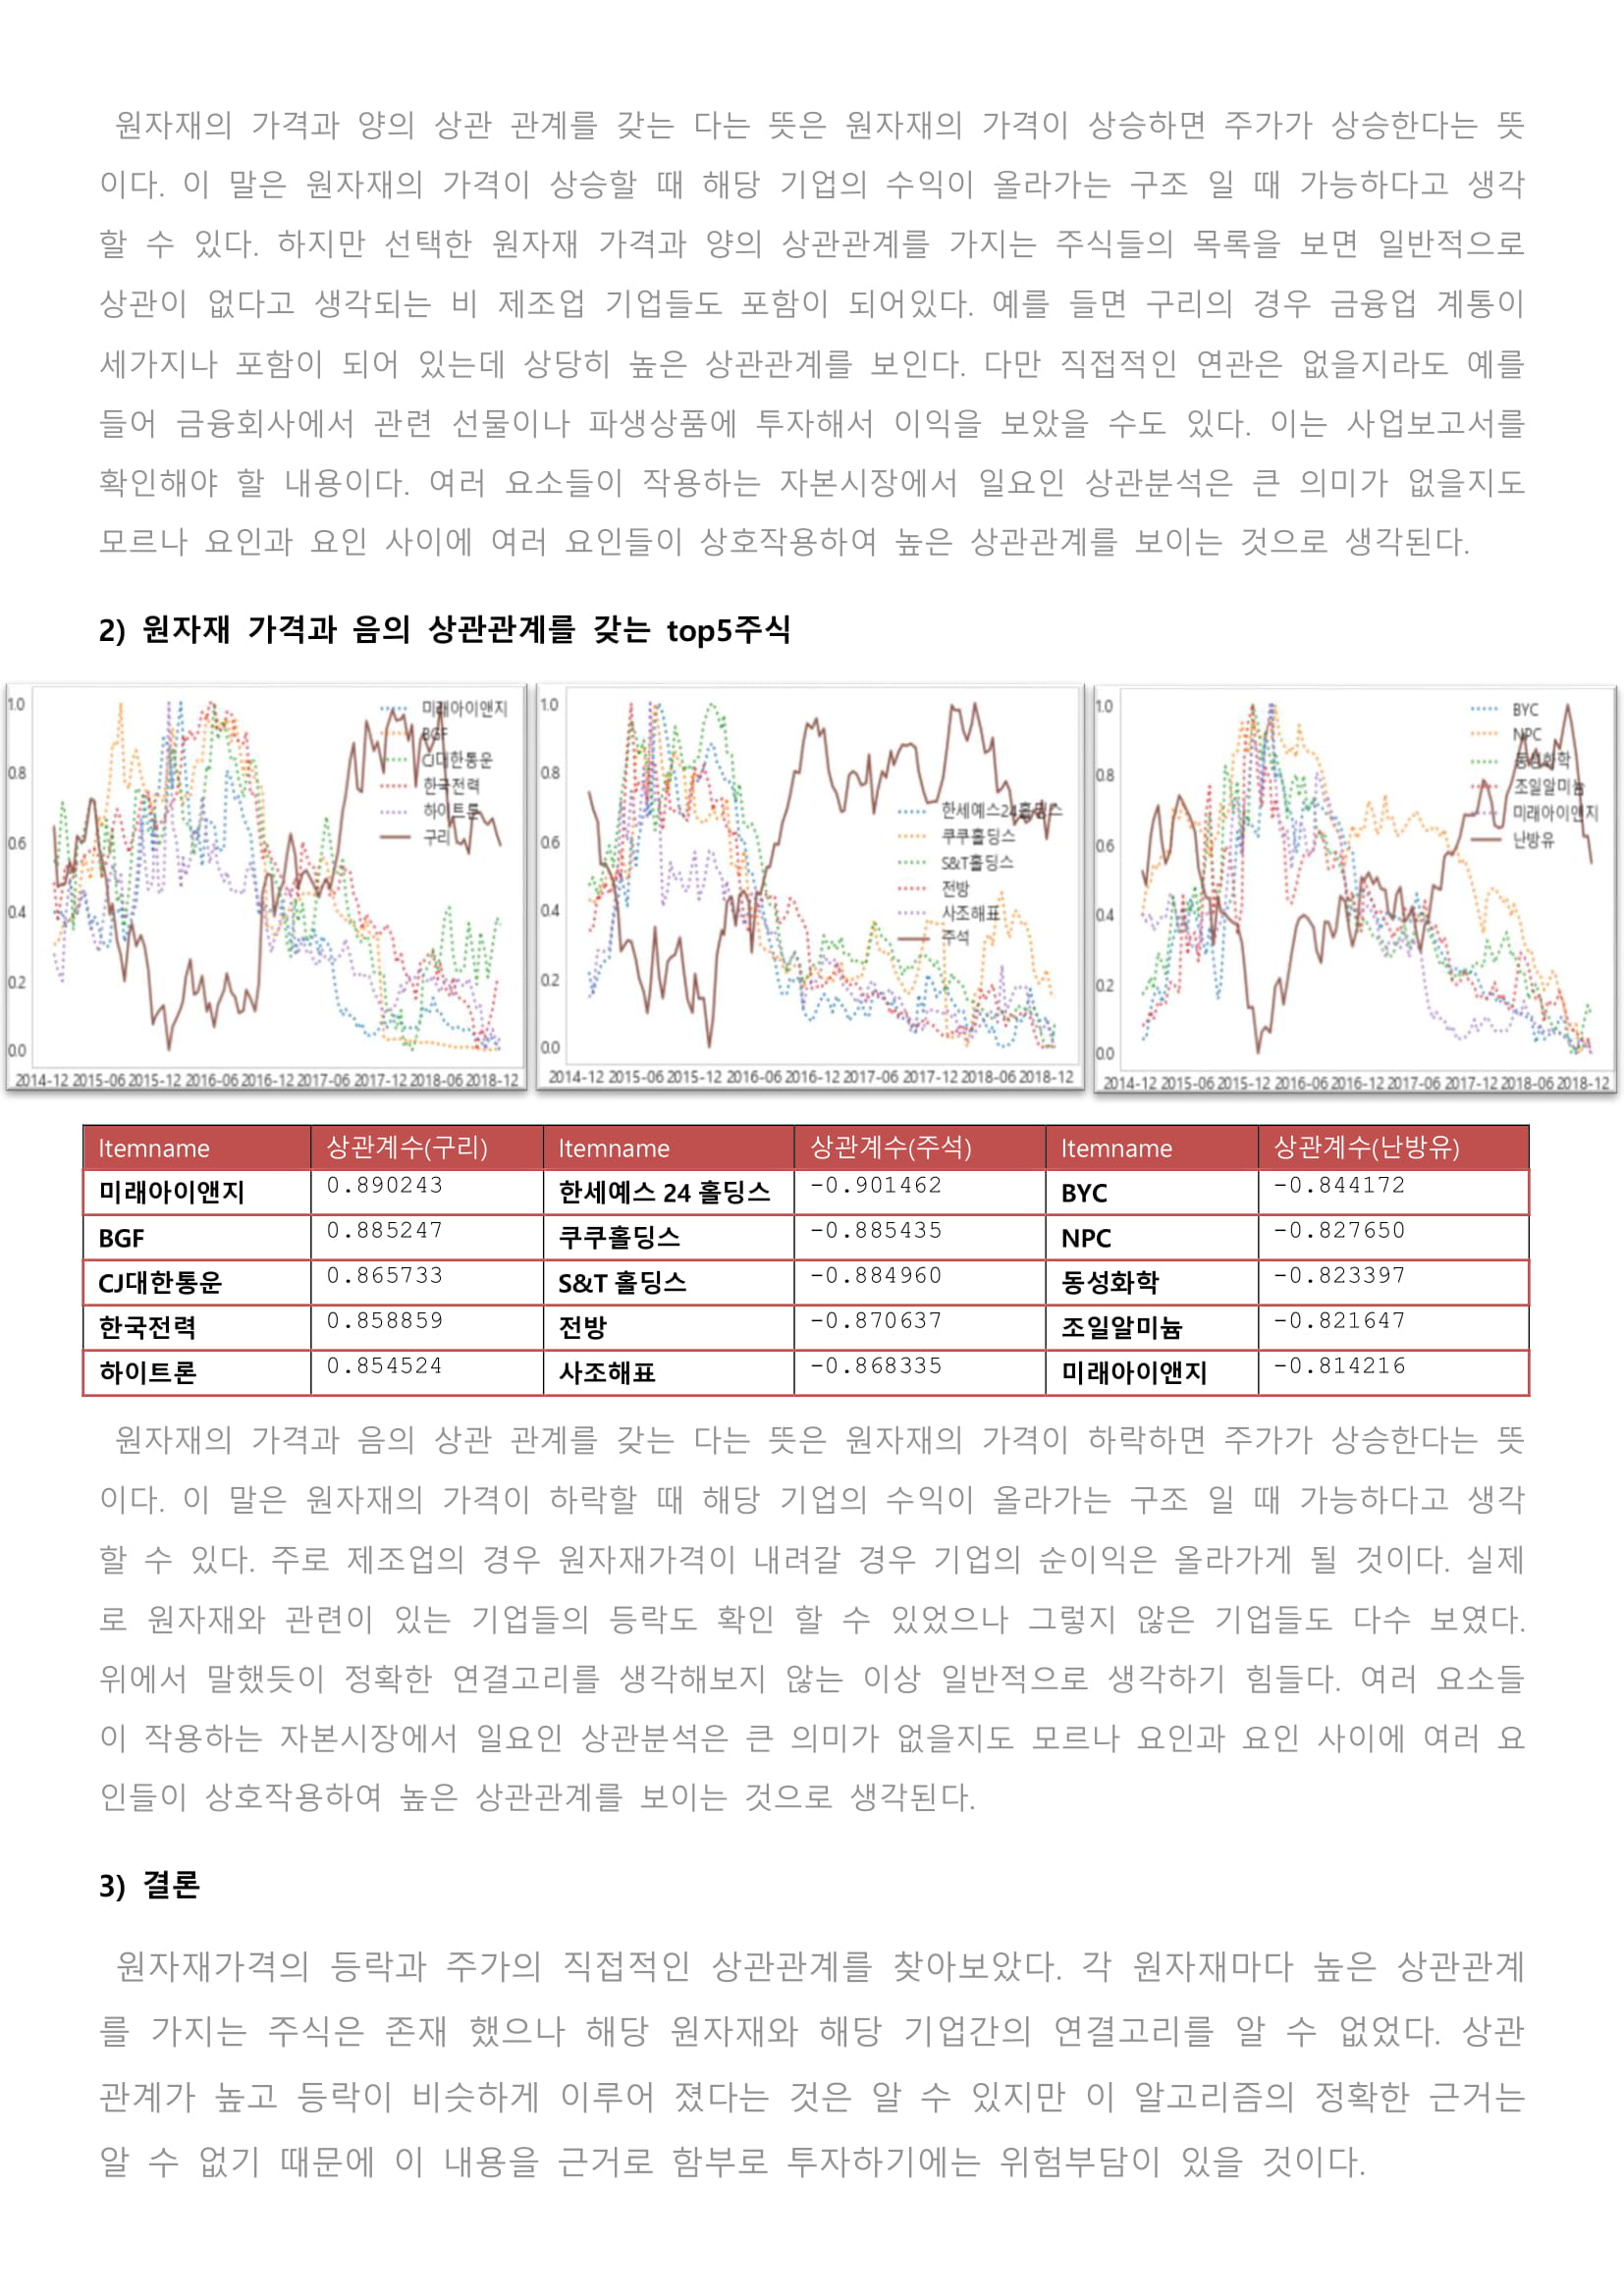 원자재의 가격과 양의 상관 관계를 갖는 다는 뜻은 원자재의 가격이 상승하면 주가가 상승한다는 뜻
이다. 이 말은 원자재의 가격이 상승할 때 해당 기업의 수익이 올라가는 구조 일 때 가능하다고 생각
할 수 있다. 하지만 선택한 원자재 가격과 양의 상관관계를 가지는 주식들의 목록을 보면 일반적으로
상관이 없다고 생각되는 비 제조업 기업들도 포함이 되어있다. 예를 들면 구리의 경우 금융업 계통이
세가지나 포함이 되어 있는데 상당히 높은 상관관계를 보인다. 다만 직접적인 연관은 없을지라도 예를
들어 금융회사에서 관련 선물이나 파생상품에 투자해서 이익을 보았을 수도 있다. 이는 사업보고서를
확인해야 할 내용이다. 여러 요소들이 작용하는 자본시장에서 일요인 상관분석은 큰 의미가 없을지도
모르나 요인과 요인 사이에 여러 요인들이 상호작용하여 높은 상관관계를 보이는 것으로 생각된다.
2) 원자재 가격과 음의 상관관계를 갖는 top5주식
1.0
0.8
0.6
0.4
0.2
0.0
미래아이앤지
BGF
CJ대한통운
한국전력
하이트론
구리
2014-12 2015-06 2015-12 2016-06 2016-12 2017-06 2017-12 2018-06 2018-12
1.0
0.8
0.6
0.4
0.2
0.0
한세예스24홀딩스
쿠쿠홀딩스
S&T홀딩스
전방
사조해표
주석
2014-12 2015-06 2015-12 2016-06 2016-12 2017-06 2017-12 2018-06 2018-12
1.0
0.8
0.6
0.4
0.2
0.0
BYC
NPC
동성화학
조일알미늄
미래아이앤지
난방유
2014-12 2015-06 2015-12 2016-06 2016-12 2017-06 2017-12 2018-06 2018-12
Itemname 상관계수(구리) Itemname 상관계수(주석) Itemname 상관계수(난방유)
미래아이앤지 0.890243 한세예스 24 홀딩스 -0.901462 BYC -0.844172
BGF 0.885247 쿠쿠홀딩스 -0.885435 NPC -0.827650
CJ대한통운 0.865733 S&T 홀딩스 -0.884960 동성화학 -0.823397
한국전력 0.858859 전방 -0.870637 조일알미늄 -0.821647
하이트론 0.854524 사조해표 -0.868335 미래아이앤지 -0.814216
원자재의 가격과 음의 상관 관계를 갖는 다는 뜻은 원자재의 가격이 하락하면 주가가 상승한다는 뜻
이다. 이 말은 원자재의 가격이 하락할 때 해당 기업의 수익이 올라가는 구조 일 때 가능하다고 생각
할 수 있다. 주로 제조업의 경우 원자재가격이 내려갈 경우 기업의 순이익은 올라가게 될 것이다. 실제
로 원자재와 관련이 있는 기업들의 등락도 확인 할 수 있었으나 그렇지 않은 기업들도 다수 보였다.
위에서 말했듯이 정확한 연결고리를 생각해보지 않는 이상 일반적으로 생각하기 힘들다. 여러 요소들
이 작용하는 자본시장에서 일요인 상관분석은 큰 의미가 없을지도 모르나 요인과 요인 사이에 여러 요
인들이 상호작용하여 높은 상관관계를 보이는 것으로 생각된다.
3) 결론
원자재가격의 등락과 주가의 직접적인 상관관계를 찾아보았다. 각 원자재마다 높은 상관관계
를 가지는 주식은 존재 했으나 해당 원자재와 해당 기업간의 연결고리를 알 수 없었다. 상관
관계가 높고 등락이 비슷하게 이루어 졌다는 것은 알 수 있지만 이 알고리즘의 정확한 근거는
알 수 없기 때문에 이 내용을 근거로 함부로 투자하기에는 위험부담이 있을 것이다.